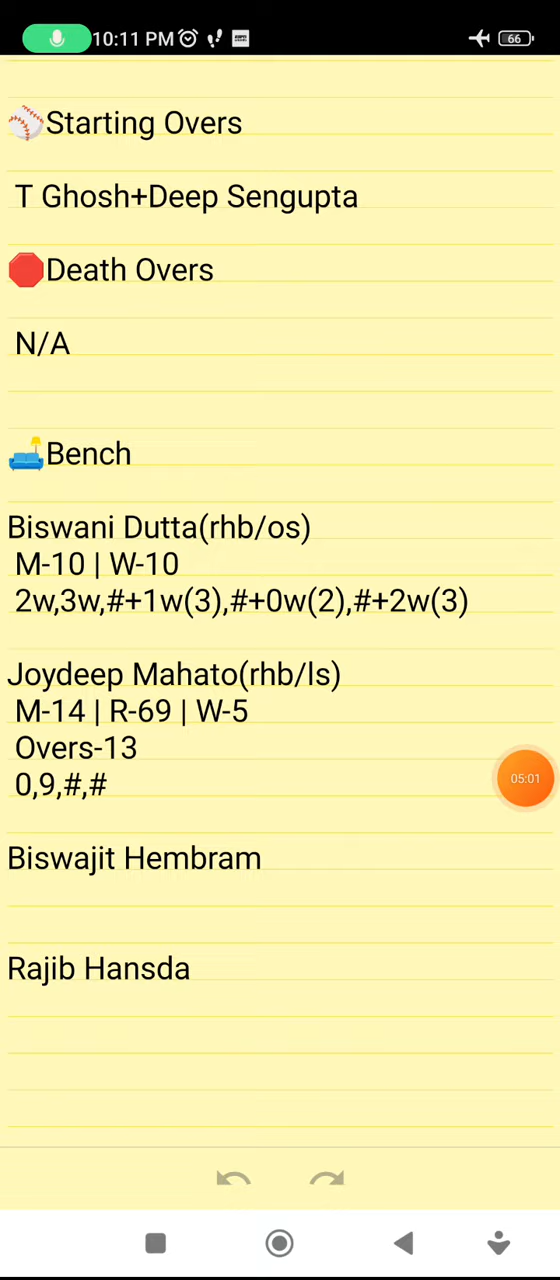 10:11 PM
66
⚾Starting Overs
T Ghosh+Deep Sengupta
🛑Death Overs
N/A
🛋️Bench
Biswani Dutta(rhb/os)
M-10 | W-10
2w,3w,#+1w(3),#+0w(2),#+2w(3)
Joydeep Mahato(rhb/ls)
M-14 | R-69 | W-5
Overs-13
0,9,#,#
05:01
Biswajit Hembram
Rajib Hansda